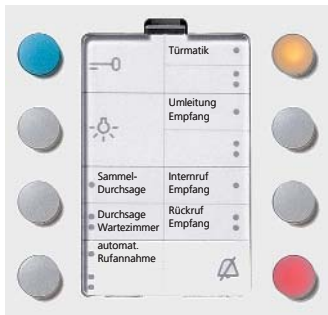 Türmatik
Umleitung
Empfang
Sammel-
Durchsage
Internruf
Empfang
Durchsage
Wartezimmer
Rückruf
Empfang
automat.
Rufannahme